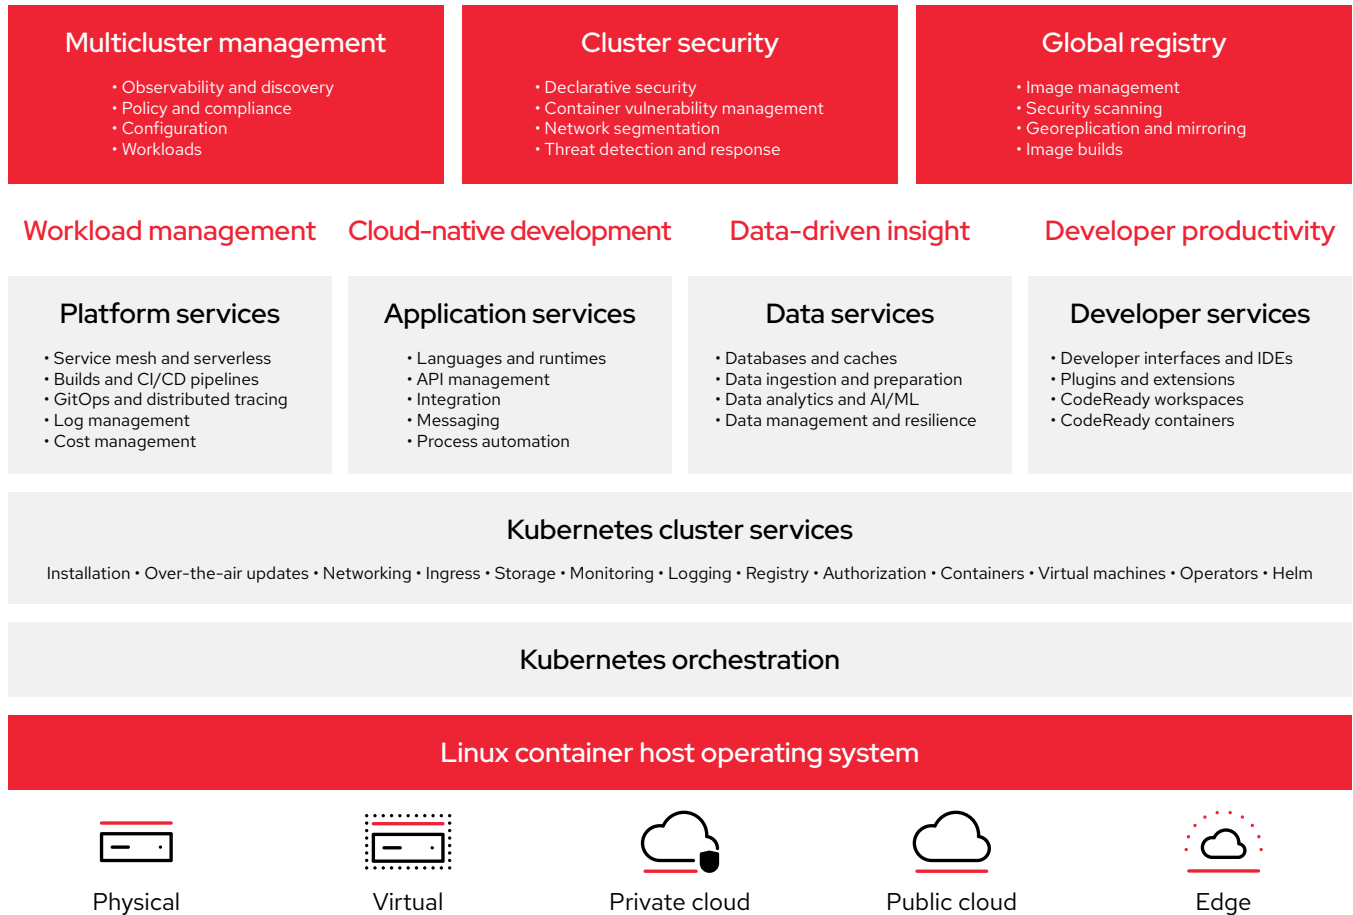 Multicluster management
• Observability and discovery
• Policy and compliance
• Configuration
• Workloads
Cluster security
• Declarative security
• Container vulnerability management
• Network segmentation
• Threat detection and response
Global registry
• Image management
• Security scanning
• Georeplication and mirroring
• Image builds
Workload management
Cloud-native development
Data-driven insight
Developer productivity
Platform services
• Service mesh and serverless
• Builds and CI/CD pipelines
• GitOps and distributed tracing
• Log management
• Cost management
Application services
• Languages and runtimes
• API management
• Integration
• Messaging
• Process automation
Data services
• Databases and caches
• Data ingestion and preparation
• Data analytics and AI/ML
• Data management and resilience
Developer services
• Developer interfaces and IDEs
• Plugins and extensions
• CodeReady workspaces
• CodeReady containers
Kubernetes cluster services
Installation • Over-the-air updates • Networking • Ingress • Storage • Monitoring • Logging • Registry • Authorization • Containers • Virtual machines • Operators • Helm
Kubernetes orchestration
Linux container host operating system
Physical
Virtual
Private cloud
Public cloud
Edge